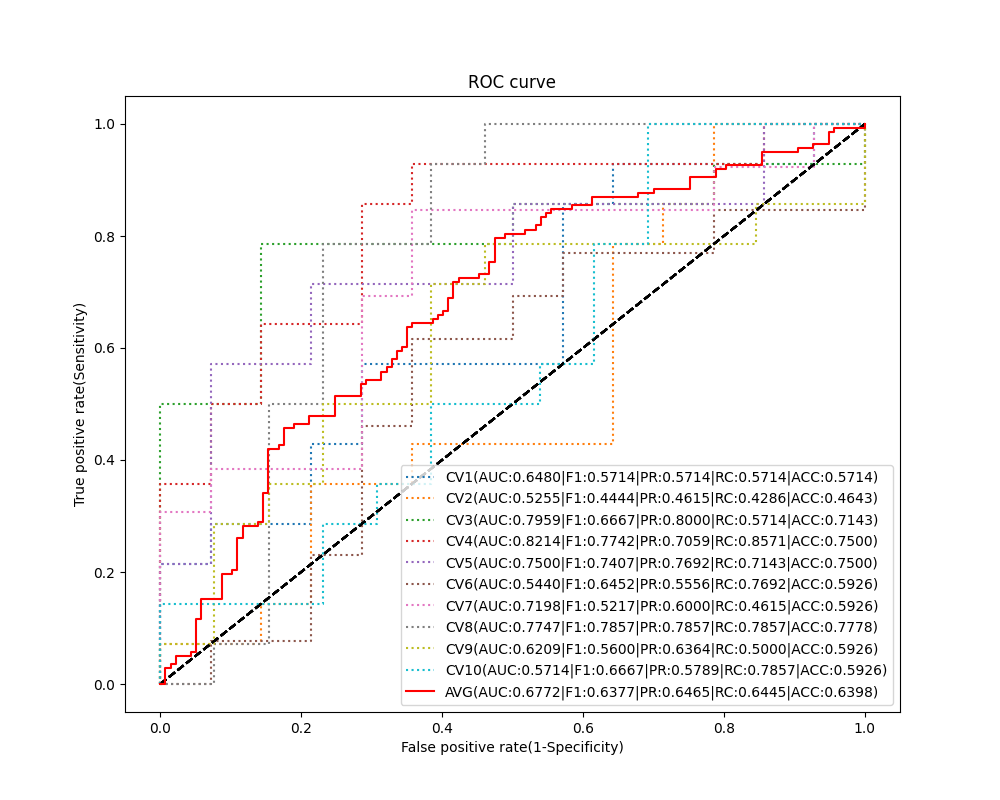 ROC curve
True positive rate(Sensitivity)
1.0
0.8
0.6
0.4
0.2
0.0
CV1(AUC:0.6480|F1:0.5714|PR:0.5714|RC:0.5714|ACC:0.5714)
CV2(AUC:0.5255|F1:0.4444|PR:0.4615|RC:0.4286|ACC:0.4643)
CV3(AUC:0.7959|F1:0.6667|PR:0.8000|RC:0.5714|ACC:0.7143)
CV4(AUC:0.8214|F1:0.7742|PR:0.7059|RC:0.8571|ACC:0.7500)
CV5(AUC:0.7500|F1:0.7407|PR:0.7692|RC:0.7143|ACC:0.7500)
CV6(AUC:0.5440|F1:0.6452|PR:0.5556|RC:0.7692|ACC:0.5926)
CV7(AUC:0.7198|F1:0.5217|PR:0.6000|RC:0.4615|ACC:0.5926)
CV8(AUC:0.7747|F1:0.7857|PR:0.7857|RC:0.7857|ACC:0.7778)
CV9(AUC:0.6209|F1:0.5600|PR:0.6364|RC:0.5000|ACC:0.5926)
CV10(AUC:0.5714|F1:0.6667|PR:0.5789|RC:0.7857|ACC:0.5926)
AVG(AUC:0.6772|F1:0.6377|PR:0.6465|RC:0.6445|ACC:0.6398)
0.0 0.2 0.4 0.6 0.8 1.0
False positive rate(1-Specificity)